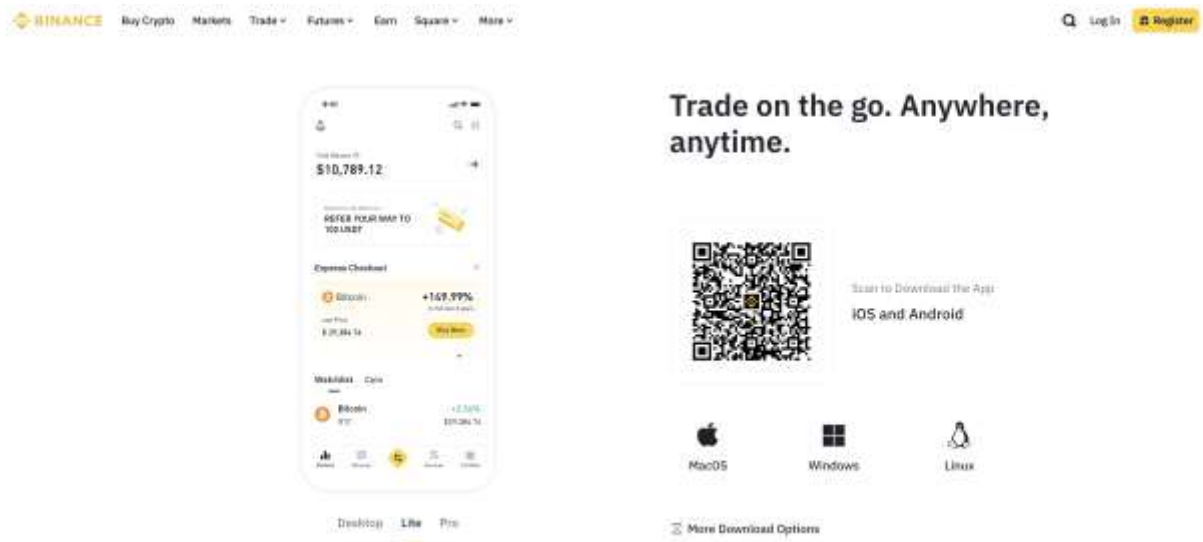 BINANCE Buy Crypto Markets Trade Futures Earn Square More Log In Register
Trade on the go. Anywhere,
anytime.
$10,789.12
REFER YOUR WAY TO
100 USDT
Express Checkout
Bitcoin +169.99%
Buy Now
Watchlist Coin
Bitcoin
Scan to Download the App
iOS and Android
MacOS Windows Linux
Desktop Lite Pro
More Download Options